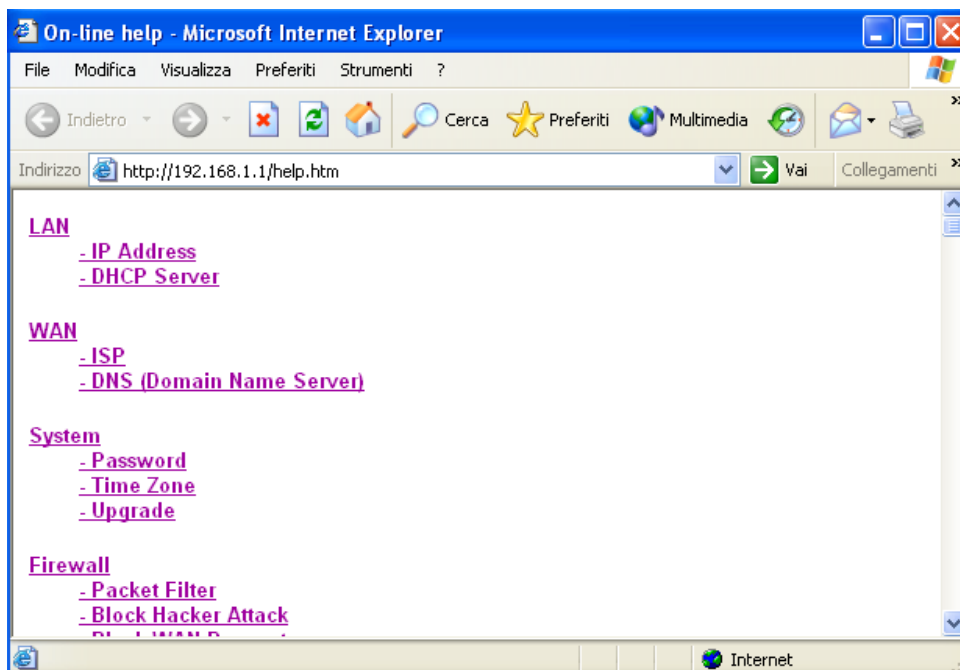 On-line help - Microsoft Internet Explorer
File Modifica Visualizza Preferiti Strumenti ?
Indietro Cerca Preferiti Multimedia »
Indirizzo http://192.168.1.1/help.htm Vai Collegamenti »
LAN
- IP Address
- DHCP Server
WAN
- ISP
- DNS (Domain Name Server)
System
- Password
- Time Zone
- Upgrade
Firewall
- Packet Filter
- Block Hacker Attack
Internet